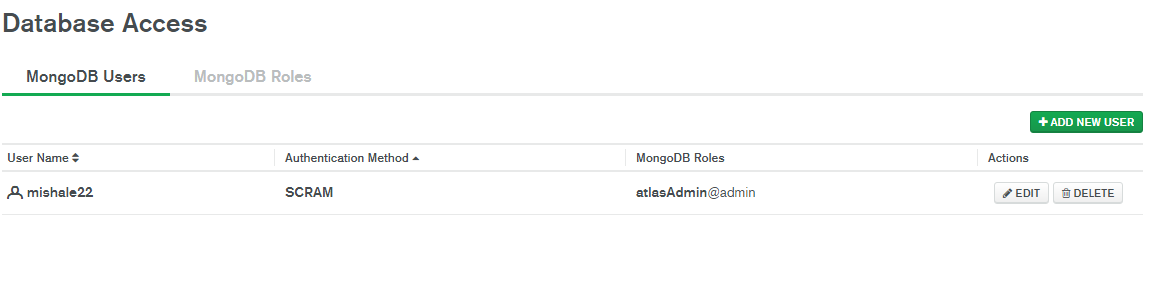 Database Access
MongoDB Users MongoDB Roles
+ ADD NEW USER
User Name Authentication Method MongoDB Roles Actions
mishale22 SCRAM atlasAdmin@admin EDIT DELETE